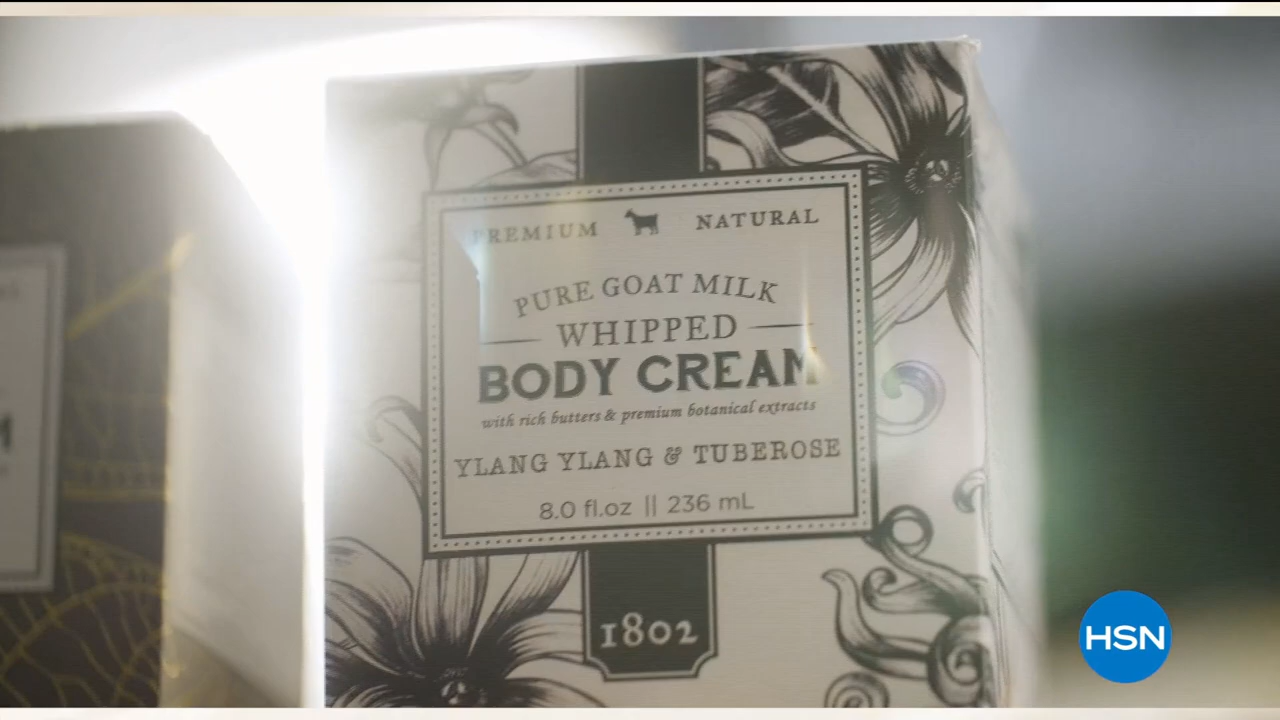 PREMIUM NATURAL
PURE GOAT MILK
WHIPPED
BODY CREAM
with rich butters & premium botanical extracts
YLANG YLANG & TUBEROSE
8.0 fl.oz || 236 mL
1802
HSN